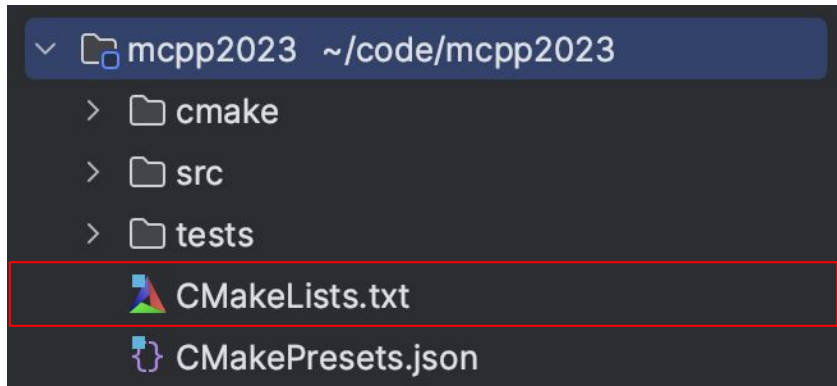 mcpp2023 ~/code/mcpp2023
cmake
src
tests
CMakeLists.txt
CMakePresets.json